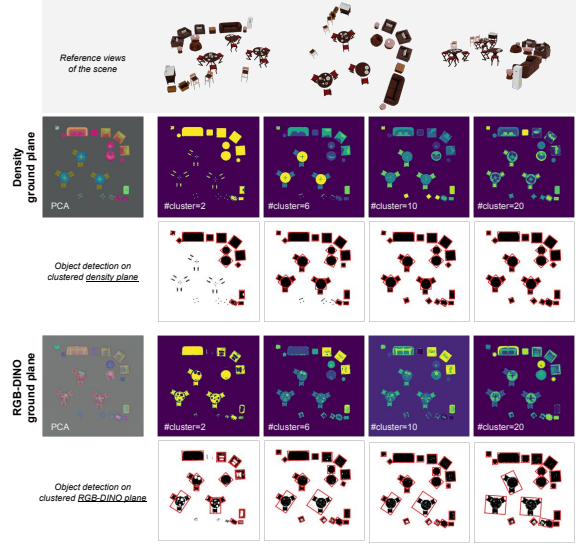 Reference views
of the scene
Density
ground plane
PCA
#cluster=2
#cluster=6
#cluster=10
#cluster=20
Object detection on
clustered density plane
RGB-DINO
ground plane
PCA
#cluster=2
#cluster=6
#cluster=10
#cluster=20
Object detection on
clustered RGB-DINO plane